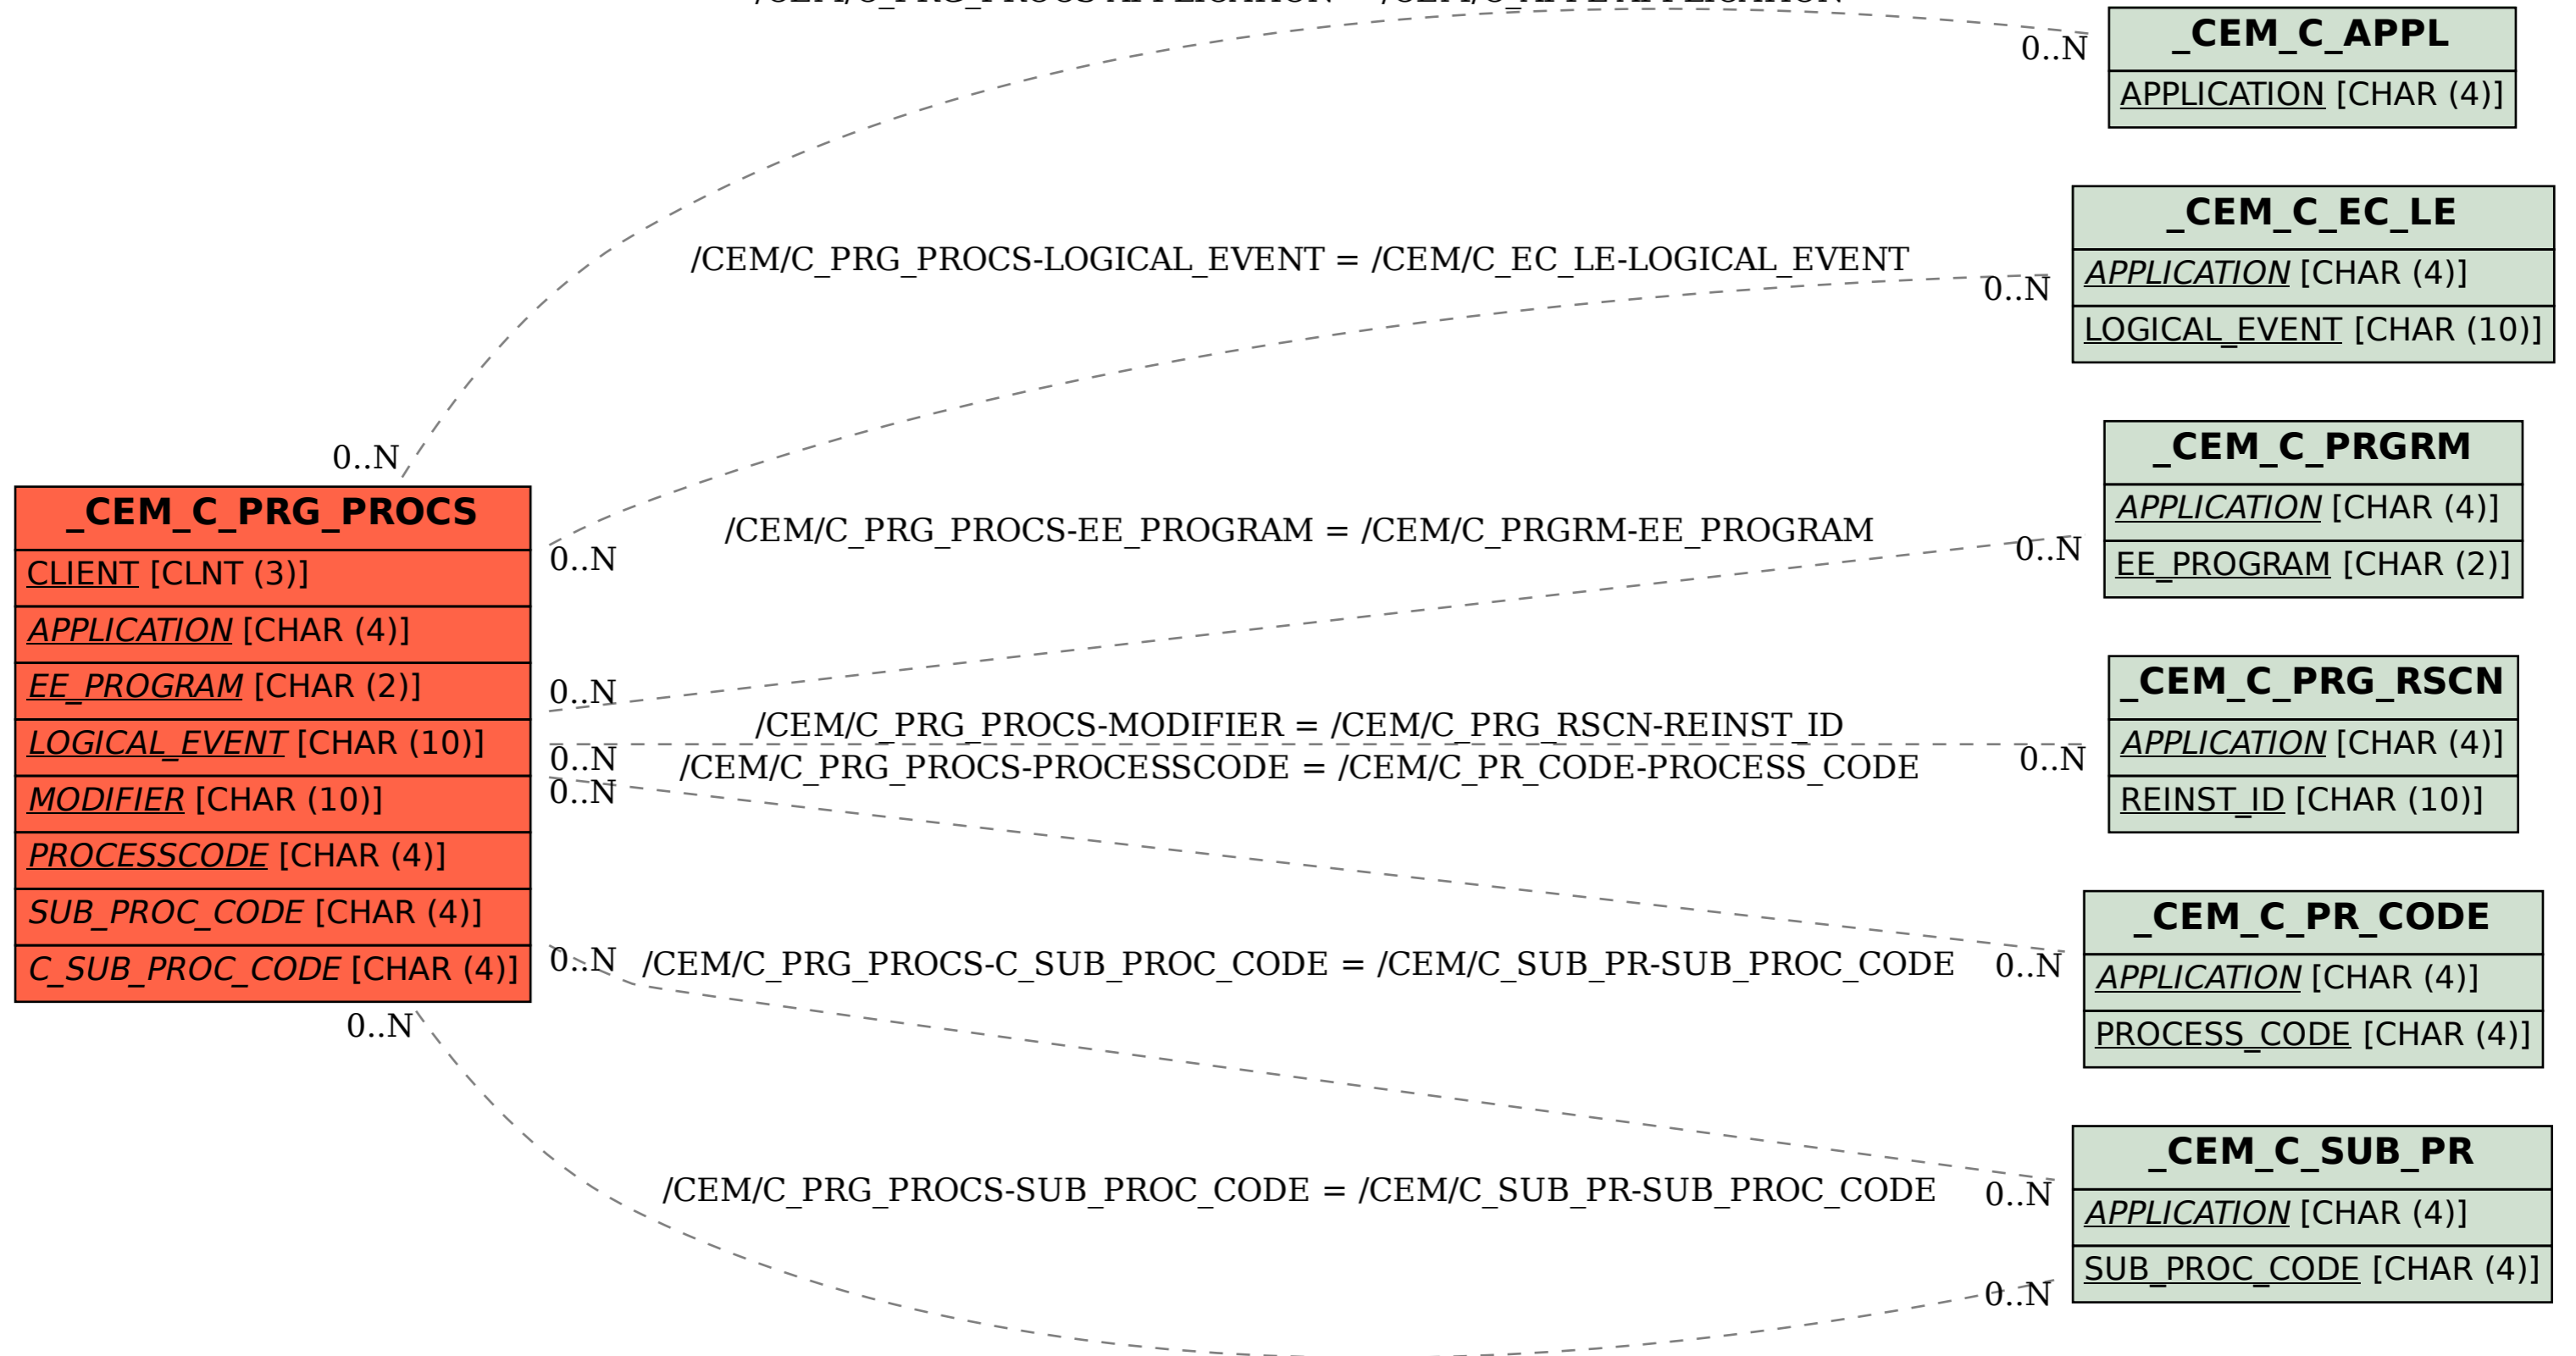 /CEM/C_PRG_PROCS-APPLICATION = /CEM/C_APPL-APPLICATION
0..N
_CEM_C_APPL
APPLICATION [CHAR (4)]
_CEM_C_EC_LE
APPLICATION [CHAR (4)]
LOGICAL_EVENT [CHAR (10)]
/CEM/C_PRG_PROCS-LOGICAL_EVENT = /CEM/C_EC_LE-LOGICAL_EVENT
0..N
0..N
_CEM_C_PRGRM
APPLICATION [CHAR (4)]
EE_PROGRAM [CHAR (2)]
_CEM_C_PRG_PROCS
CLIENT [CLNT (3)]
APPLICATION [CHAR (4)]
EE_PROGRAM [CHAR (2)]
LOGICAL_EVENT [CHAR (10)]
MODIFIER [CHAR (10)]
PROCESSCODE [CHAR (4)]
SUB_PROC_CODE [CHAR (4)]
C_SUB_PROC_CODE [CHAR (4)]
/CEM/C_PRG_PROCS-EE_PROGRAM = /CEM/C_PRGRM-EE_PROGRAM
0..N
0..N
0..N
/CEM/C_PRG_PROCS-MODIFIER = /CEM/C_PRG_RSCN-REINST_ID
0..N
0..N
_CEM_C_PRG_RSCN
APPLICATION [CHAR (4)]
REINST_ID [CHAR (10)]
/CEM/C_PRG_PROCS-PROCESSCODE = /CEM/C_PR_CODE-PROCESS_CODE
0..N
0..N
_CEM_C_PR_CODE
APPLICATION [CHAR (4)]
PROCESS_CODE [CHAR (4)]
0..N
/CEM/C_PRG_PROCS-C_SUB_PROC_CODE = /CEM/C_SUB_PR-SUB_PROC_CODE
0..N
0..N
_CEM_C_SUB_PR
APPLICATION [CHAR (4)]
SUB_PROC_CODE [CHAR (4)]
/CEM/C_PRG_PROCS-SUB_PROC_CODE = /CEM/C_SUB_PR-SUB_PROC_CODE
0..N